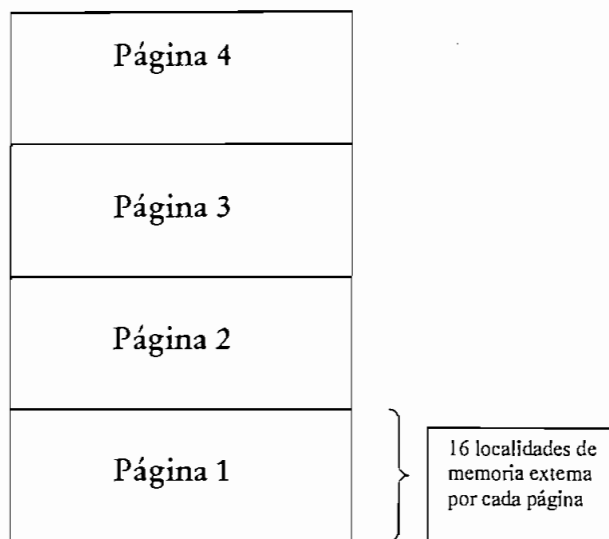 Página 4
Página 3
Página 2
Página 1
16 localidades de
memoria externa
por cada página